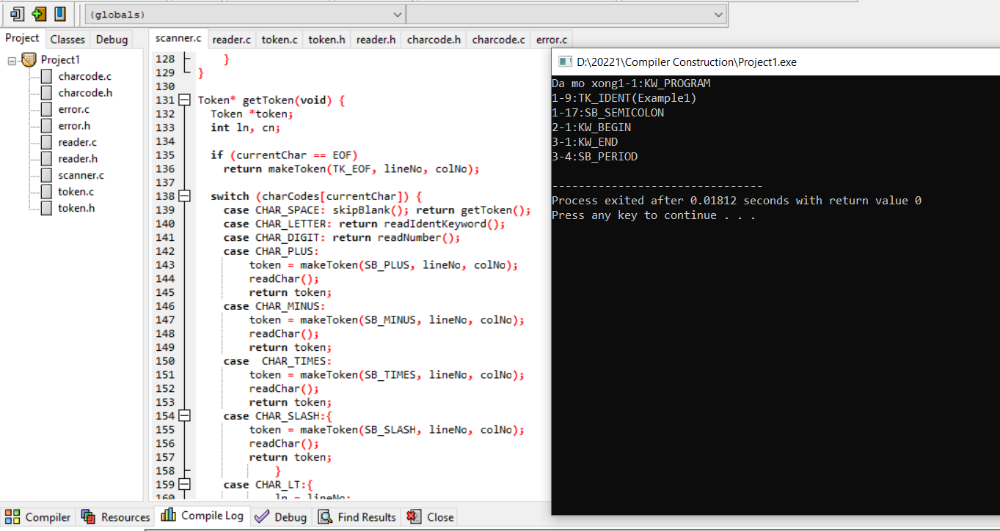 (globals)
Project Classes Debug
scanner.c reader.c token.c token.h reader.h charcode.h charcode.c error.c
Project1
charcode.c
charcode.h
error.c
error.h
reader.c
reader.h
scanner.c
token.c
token.h
128 }
129 }
130
131 Token* getToken(void) {
132 Token *token;
133 int ln, cn;
134
135 if (currentChar == EOF)
136 return makeToken(TK_EOF, lineNo, colNo);
137
138 switch (charCodes[currentChar]) {
139 case CHAR_SPACE: skipBlank(); return getToken();
140 case CHAR_LETTER: return readIdentKeyword();
141 case CHAR_DIGIT: return readNumber();
142 case CHAR_PLUS:
143 token = makeToken(SB_PLUS, lineNo, colNo);
144 readChar();
145 return token;
146 case CHAR_MINUS:
147 token = makeToken(SB_MINUS, lineNo, colNo);
148 readChar();
149 return token;
150 case  CHAR_TIMES:
151 token = makeToken(SB_TIMES, lineNo, colNo);
152 readChar();
153 return token;
154 case CHAR_SLASH:{
155 token = makeToken(SB_SLASH, lineNo, colNo);
156 readChar();
157 return token;
158 }
159 case CHAR_LT:{
160 ln = lineNo;
D:\20221\Compiler Construction\Project1.exe
Da mo xong1-1:KW_PROGRAM
1-9:TK_IDENT(Example1)
1-17:SB_SEMICOLON
2-1:KW_BEGIN
3-1:KW_END
3-4:SB_PERIOD
--------------------------------
Process exited after 0.01812 seconds with return value 0
Press any key to continue . . .
Compiler Resources Compile Log Debug Find Results Close